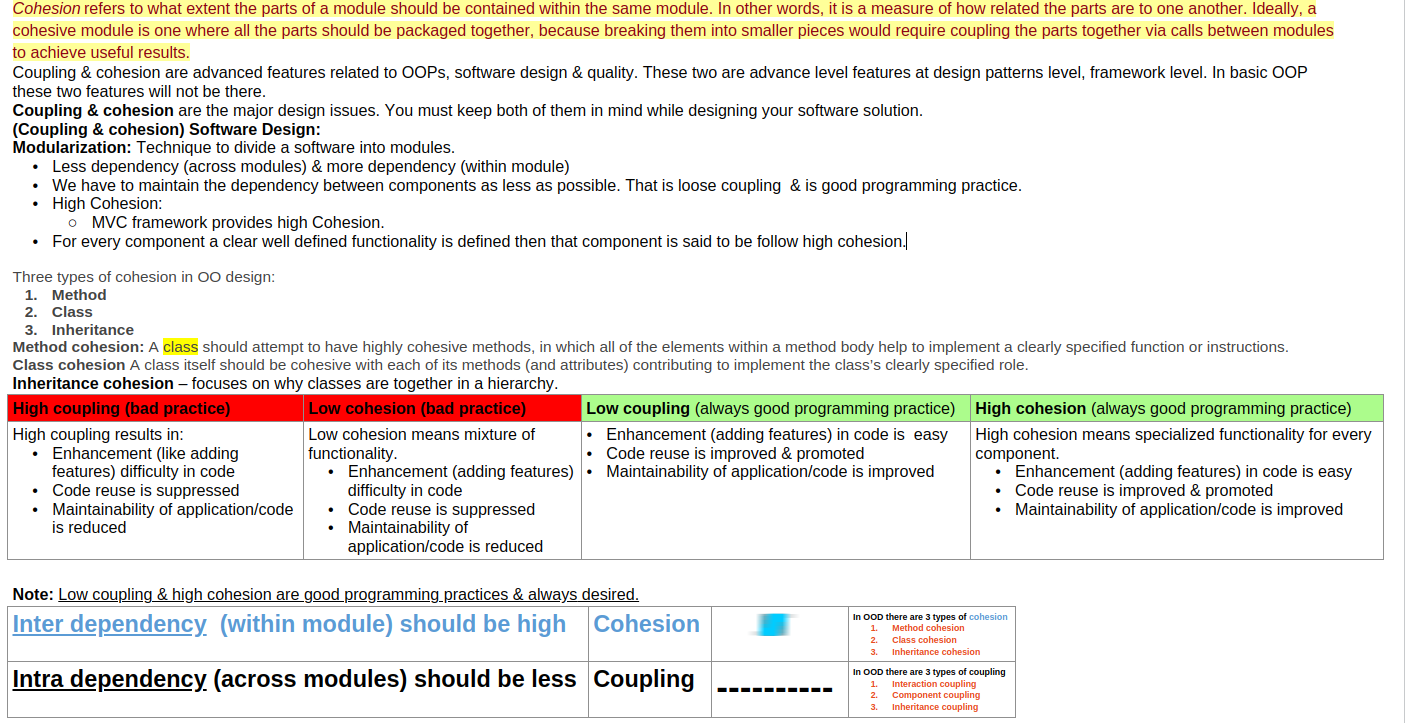 Cohesion refers to what extent the parts of a module should be contained within the same module. In other words, it is a measure of how related the parts are to one another. Ideally, a
cohesive module is one where all the parts should be packaged together, because breaking them into smaller pieces would require coupling the parts together via calls between modules
to achieve useful results.
Coupling & cohesion are advanced features related to OOPs, software design & quality. These two are advance level features at design patterns level, framework level. In basic OOP
these two features will not be there.
Coupling & cohesion are the major design issues. You must keep both of them in mind while designing your software solution.
(Coupling & cohesion) Software Design:
Modularization: Technique to divide a software into modules.
• Less dependency (across modules) & more dependency (within module)
• We have to maintain the dependency between components as less as possible. That is loose coupling  & is good programming practice.
• High Cohesion:
○ MVC framework provides high Cohesion.
• For every component a clear well defined functionality is defined then that component is said to be follow high cohesion.
Three types of cohesion in OO design:
1. Method
2. Class
3. Inheritance
Method cohesion: A class should attempt to have highly cohesive methods, in which all of the elements within a method body help to implement a clearly specified function or instructions.
Class cohesion A class itself should be cohesive with each of its methods (and attributes) contributing to implement the class’s clearly specified role.
Inheritance cohesion – focuses on why classes are together in a hierarchy.
High coupling (bad practice)
Low cohesion (bad practice)
Low coupling (always good programming practice)
High cohesion (always good programming practice)
High coupling results in:
• Enhancement (like adding
features) difficulty in code
• Code reuse is suppressed
• Maintainability of application/code
is reduced
Low cohesion means mixture of
functionality.
• Enhancement (adding features)
difficulty in code
• Code reuse is suppressed
• Maintainability of
application/code is reduced
• Enhancement (adding features) in code is  easy
• Code reuse is improved & promoted
• Maintainability of application/code is improved
High cohesion means specialized functionality for every
component.
• Enhancement (adding features) in code is easy
• Code reuse is improved & promoted
• Maintainability of application/code is improved
Note: Low coupling & high cohesion are good programming practices & always desired.
Inter dependency  (within module) should be high
Cohesion
In OOD there are 3 types of cohesion
1. Method cohesion
2. Class cohesion
3. Inheritance cohesion
Intra dependency (across modules) should be less
Coupling
----------
In OOD there are 3 types of coupling
1. Interaction coupling
2. Component coupling
3. Inheritance coupling